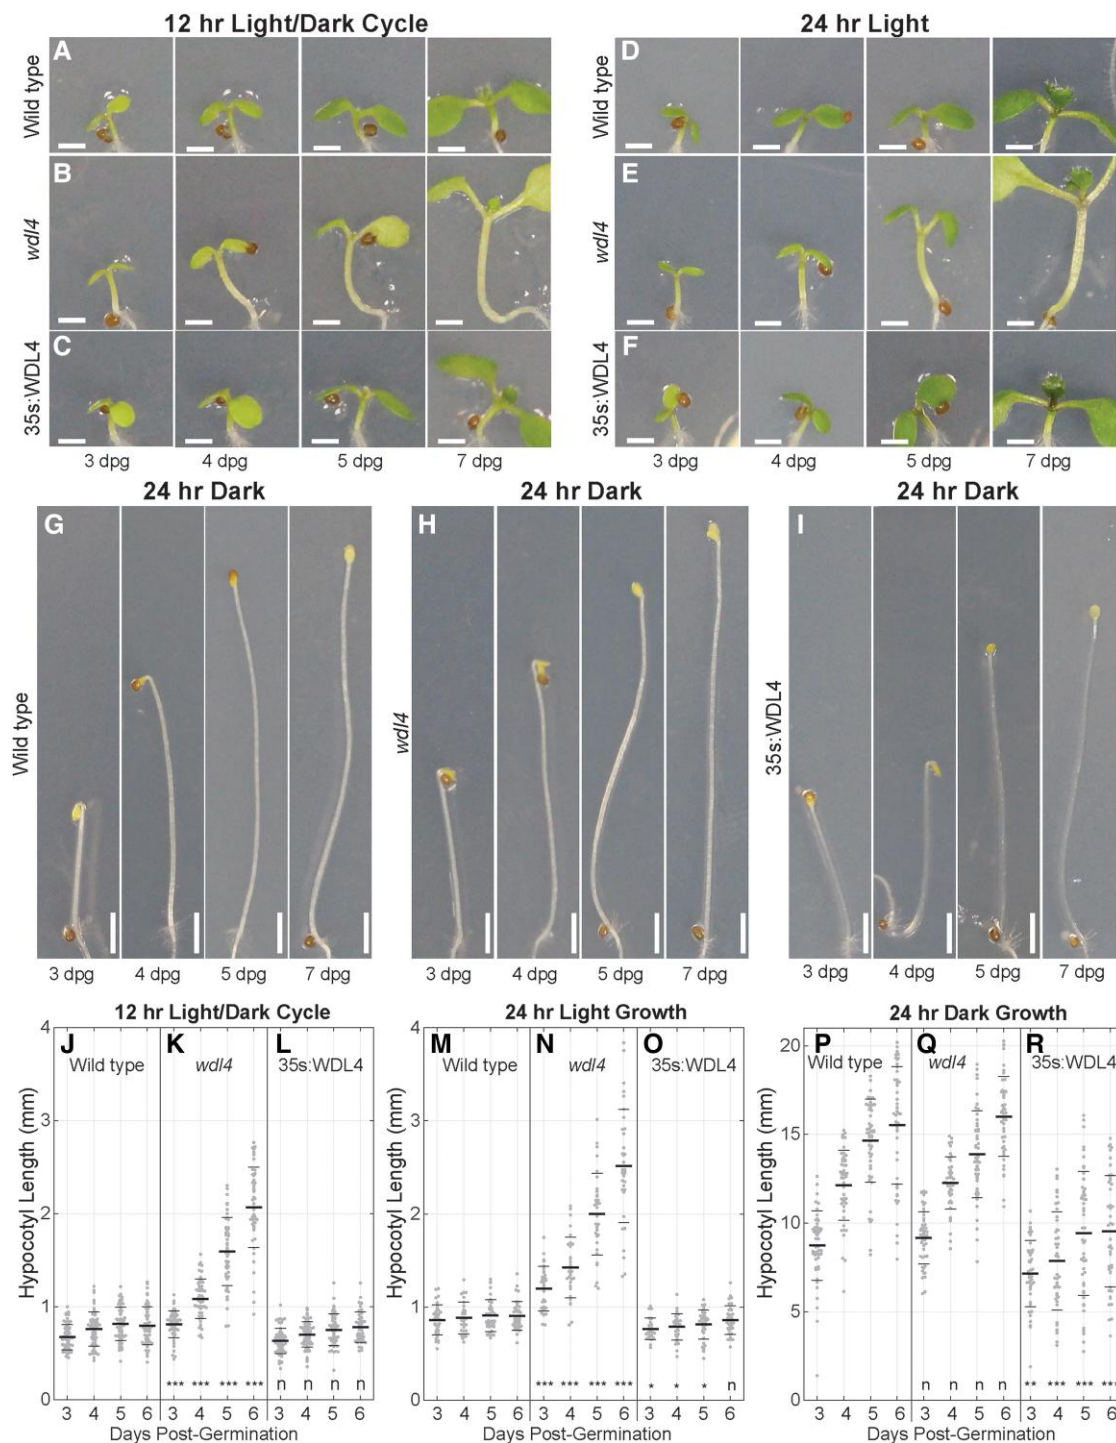 12 hr Light/Dark Cycle
24 hr Light
A
D
Wild type
Wild type
B
E
wdl4
wdl4
C
F
35s:WDL4
35s:WDL4
3 dpg 4 dpg 5 dpg 7 dpg
3 dpg 4 dpg 5 dpg 7 dpg
24 hr Dark
24 hr Dark
24 hr Dark
G
H
I
Wild type
wdl4
35s:WDL4
3 dpg 4 dpg 5 dpg 7 dpg
3 dpg 4 dpg 5 dpg 7 dpg
3 dpg 4 dpg 5 dpg 7 dpg
12 hr Light/Dark Cycle
24 hr Light Growth
24 hr Dark Growth
J K L
Wild type wdl4 35s:WDL4
Hypocotyl Length (mm)
4
3
2
1
0
*** *** *** *** n n n n
3 4 5 6 3 4 5 6 3 4 5 6
Days Post-Germination
M N O
Wild type wdl4 35s:WDL4
Hypocotyl Length (mm)
4
3
2
1
0
*** *** *** *** * * * n
3 4 5 6 3 4 5 6 3 4 5 6
Days Post-Germination
P Q R
Wild type wdl4 35s:WDL4
Hypocotyl Length (mm)
20
15
10
5
0
n n n n ** *** *** ***
3 4 5 6 3 4 5 6 3 4 5 6
Days Post-Germination